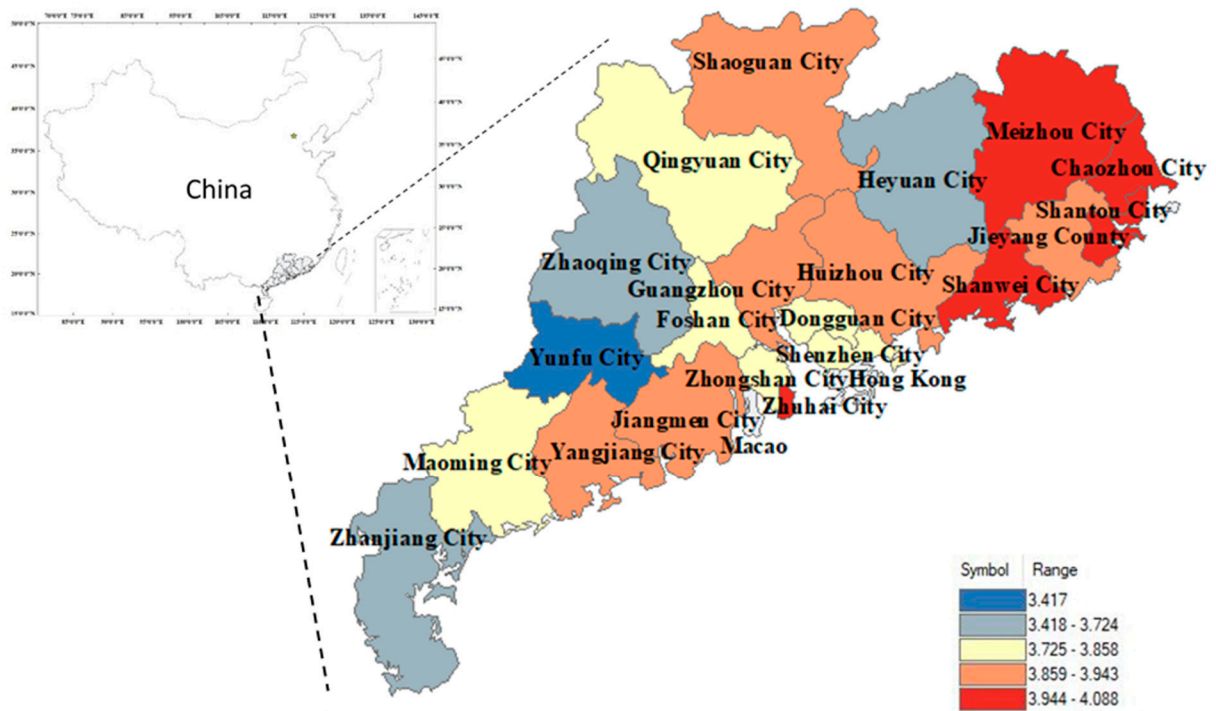 China
Shaoguan City
Meizhou City
Qingyuan City
Chaozhou City
Heyuan City
Shantou City
Jieyang County
Zhaoqing City
Huizhou City
Guangzhou City
Shanwei City
Foshan City
Dongguan City
Yunfu City
Shenzhen City
Zhongshan City
Hong Kong
Zhuhai City
Jiangmen City
Macao
Yangjiang City
Maoming City
Zhanjiang City
Symbol Range
3.417
3.418 - 3.724
3.725 - 3.858
3.859 - 3.943
3.944 - 4.088